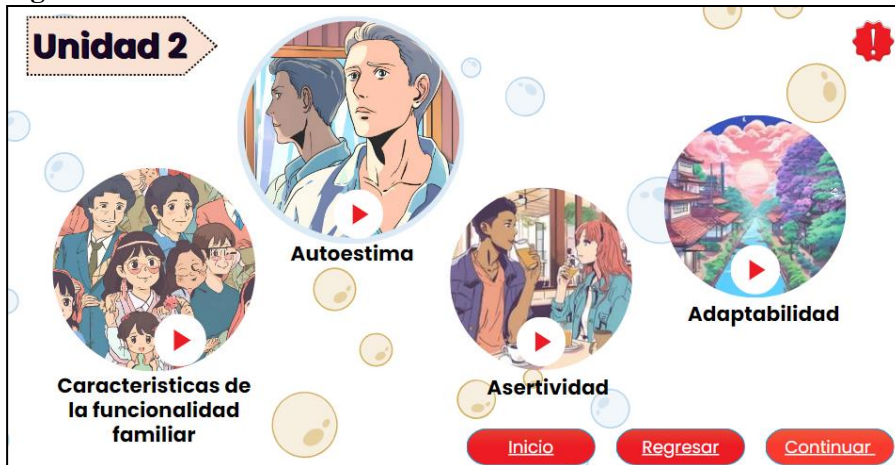 Unidad 2
Autoestima
Adaptabilidad
Caracteristicas de
la funcionalidad
familiar
Asertividad
Inicio
Regresar
Continuar